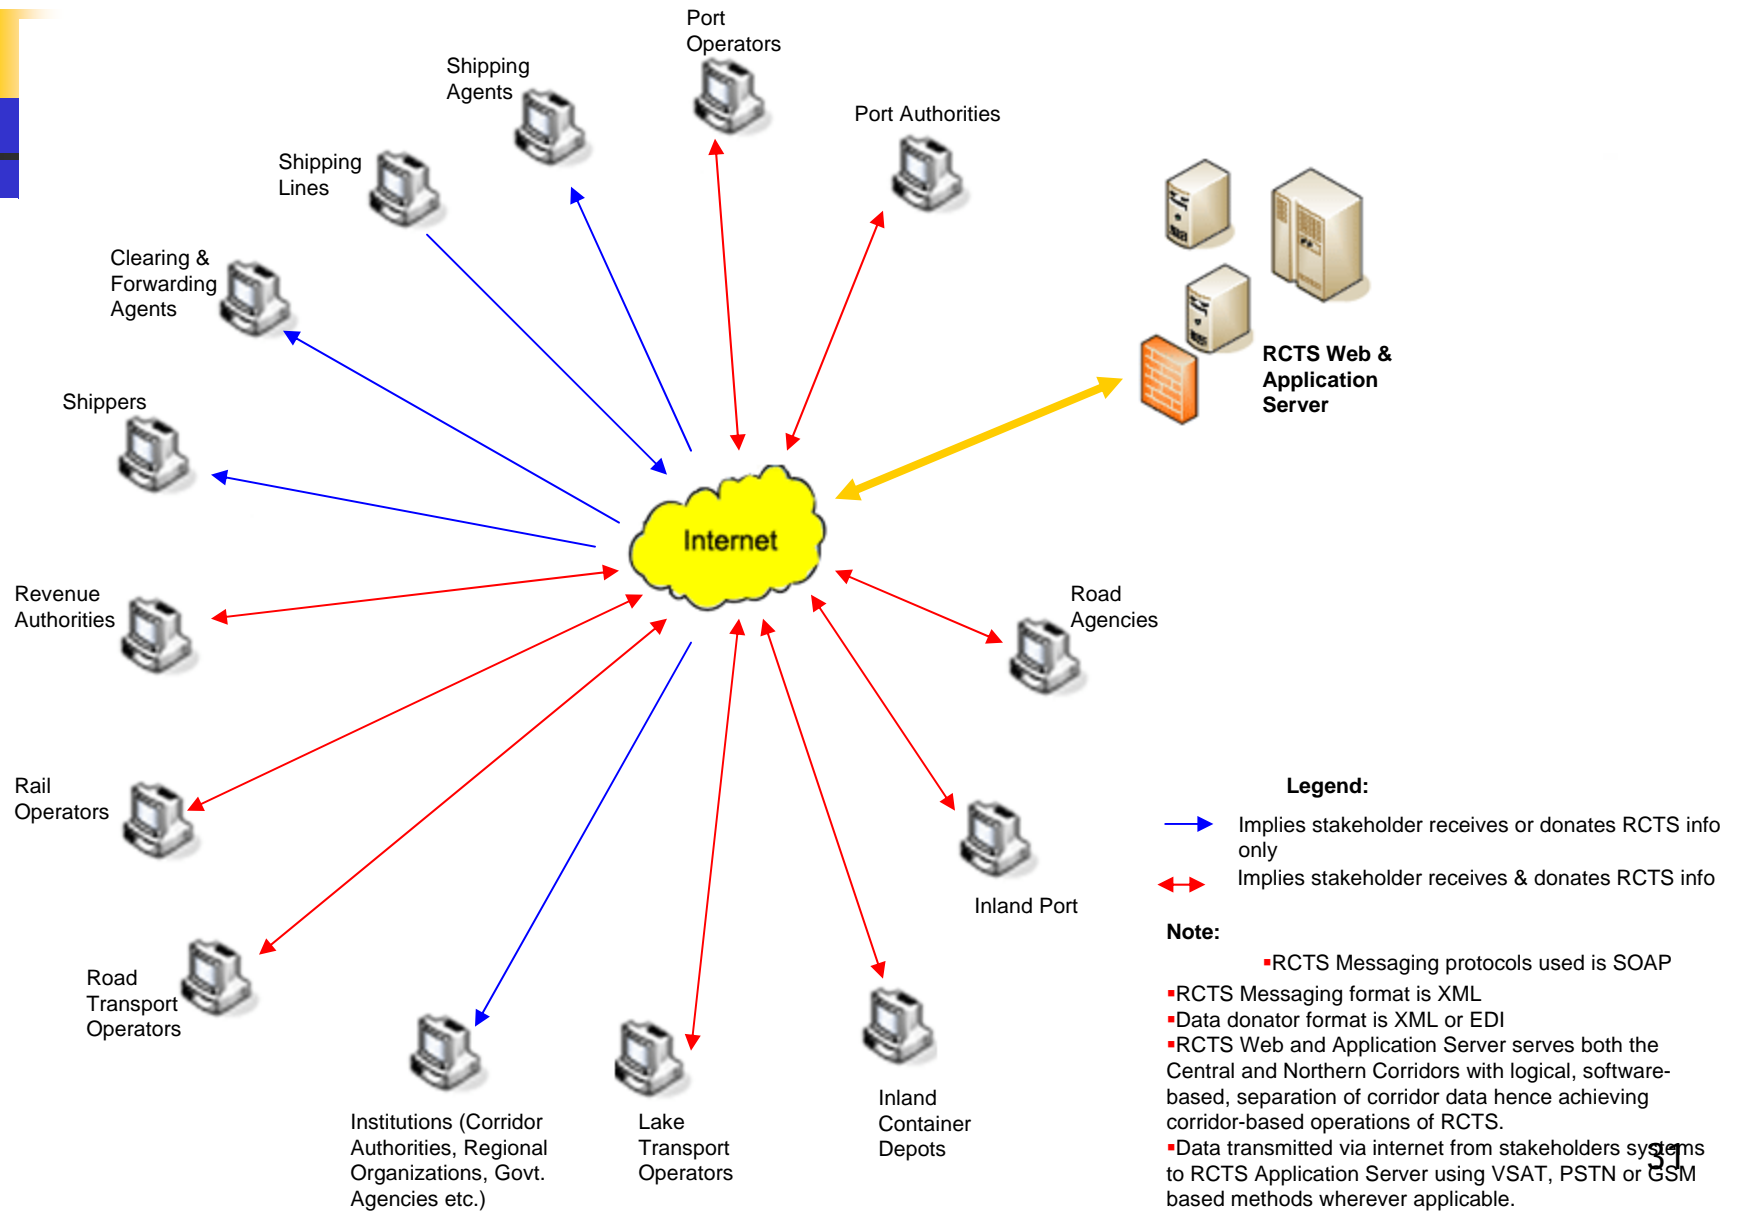 Port
Operators
Shipping
Agents
Port Authorities
Shipping
Lines
Clearing &
Forwarding
Agents
RCTS Web &
Application
Server
Shippers
Internet
Revenue
Authorities
Road
Agencies
Rail
Operators
Legend:
Implies stakeholder receives or donates RCTS info
only
Implies stakeholder receives & donates RCTS info
Inland Port
Note:
▪RCTS Messaging protocols used is SOAP
▪RCTS Messaging format is XML
▪Data donator format is XML or EDI
▪RCTS Web and Application Server serves both the
Central and Northern Corridors with logical, software-
based, separation of corridor data hence achieving
corridor-based operations of RCTS.
▪Data transmitted via internet from stakeholders systems
to RCTS Application Server using VSAT, PSTN or GSM
based methods wherever applicable.
Road
Transport
Operators
Institutions (Corridor
Authorities, Regional
Organizations, Govt.
Agencies etc.)
Lake
Transport
Operators
Inland
Container
Depots
31